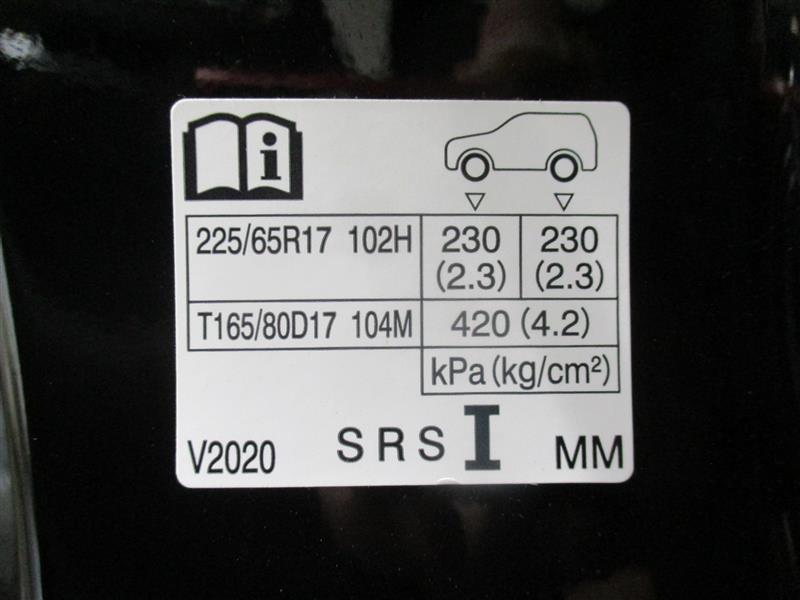 i
225/65R17 102H 230 (2.3) 230 (2.3)
T165/80D17 104M 420 (4.2)
kPa(kg/cm²)
V2020 SRS I MM